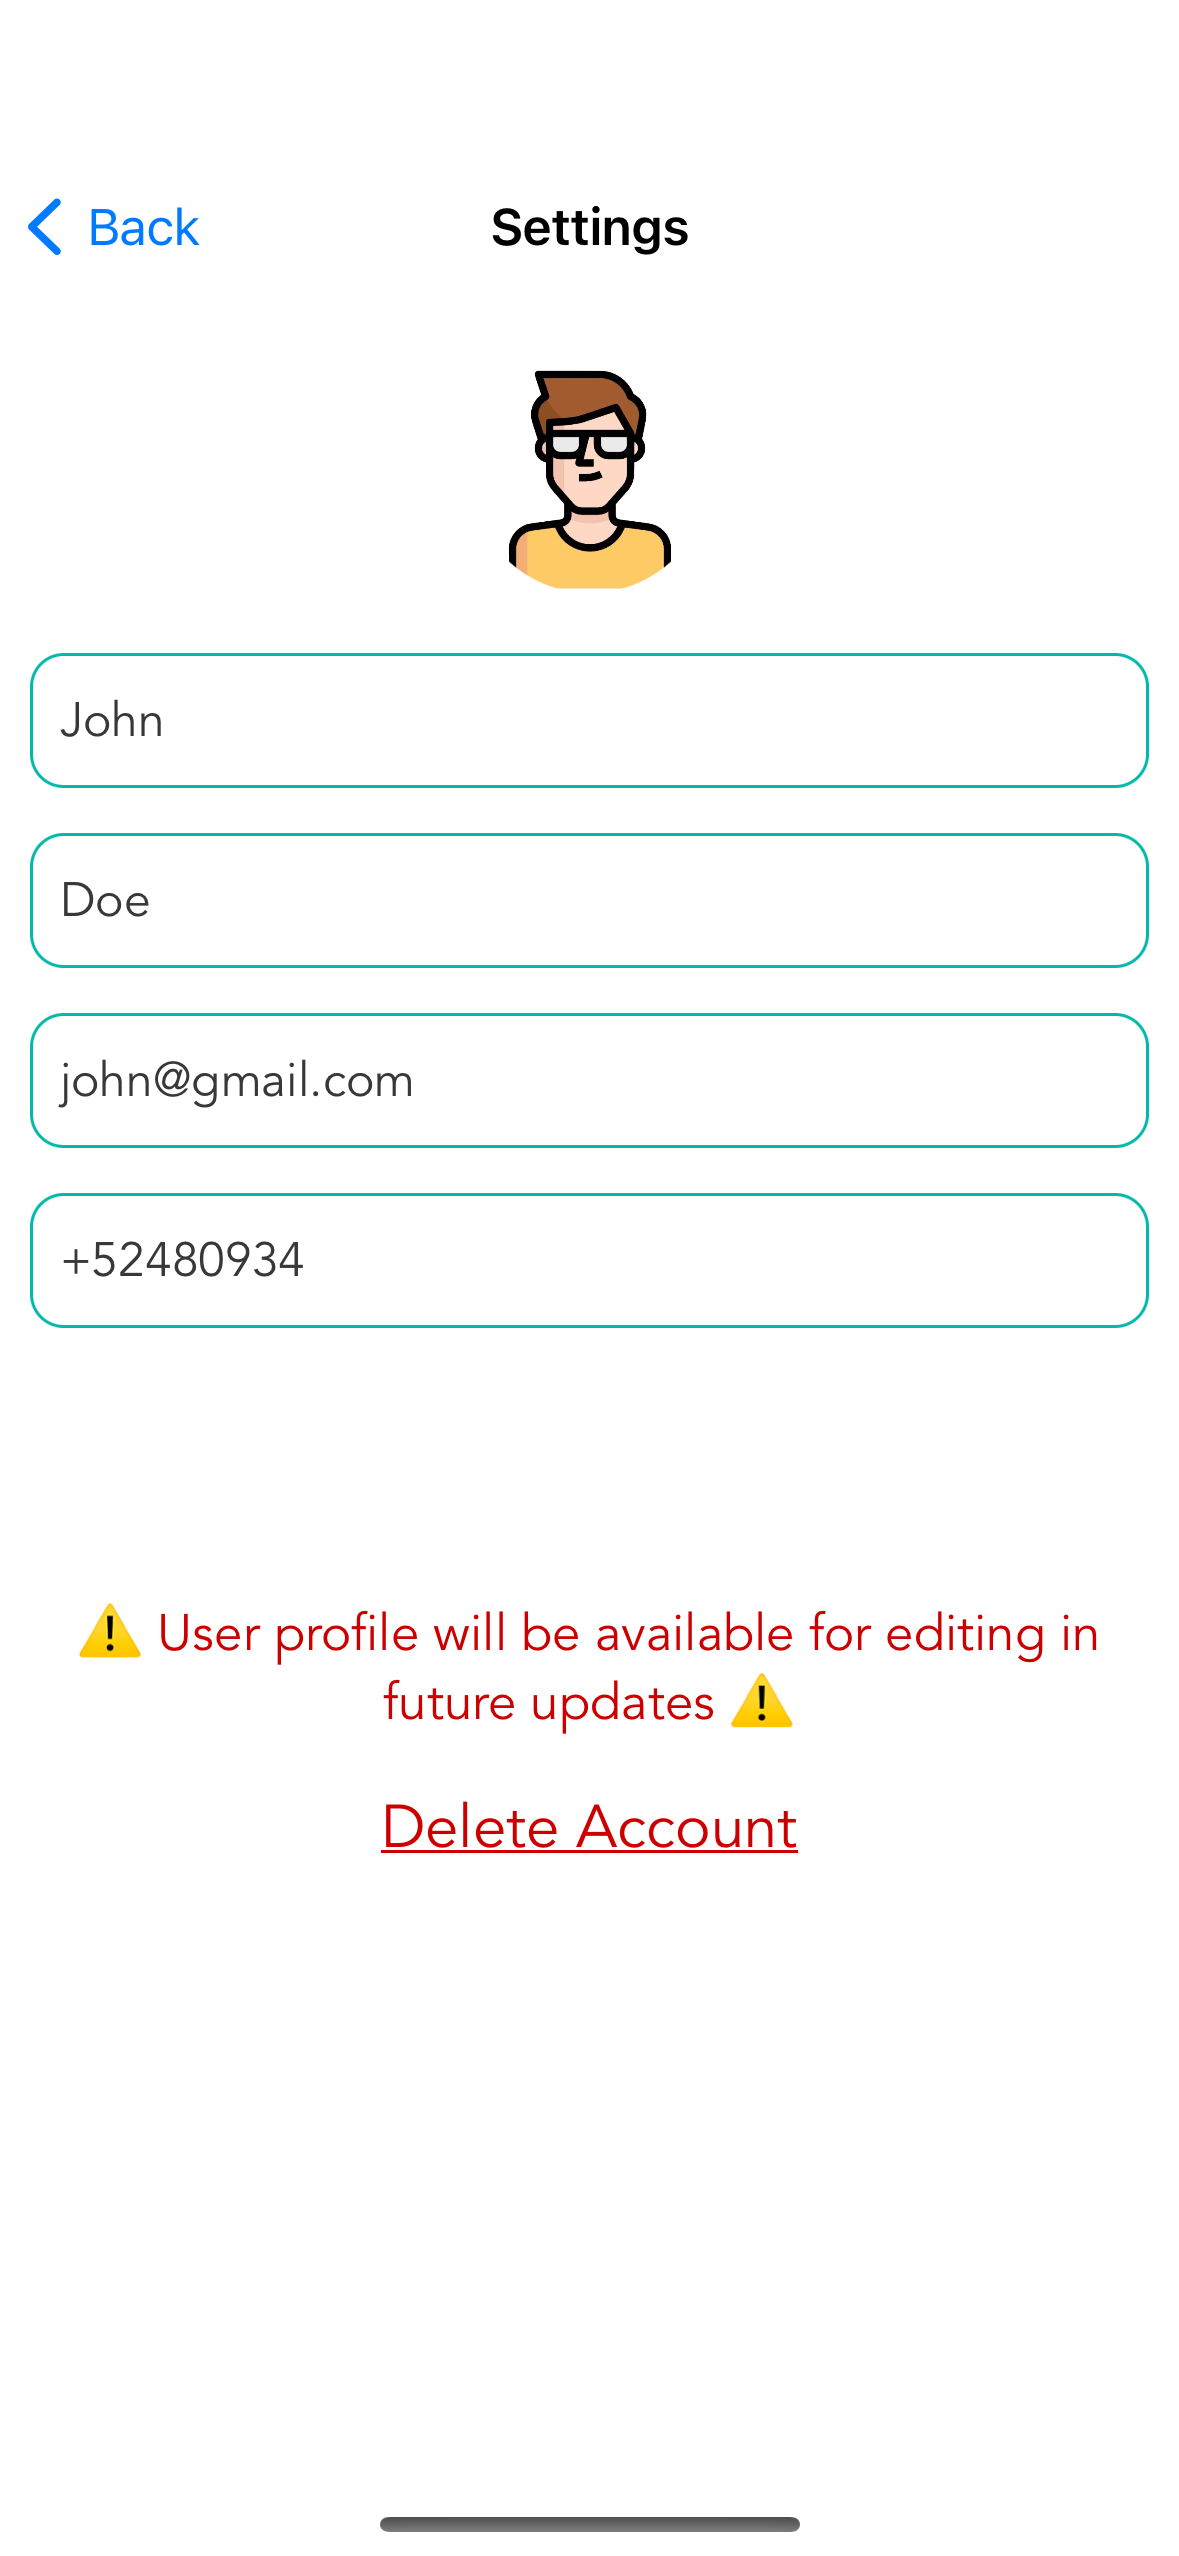 Back
Settings
John
Doe
john@gmail.com
+52480934
⚠️ User profile will be available for editing in
future updates ⚠️
Delete Account